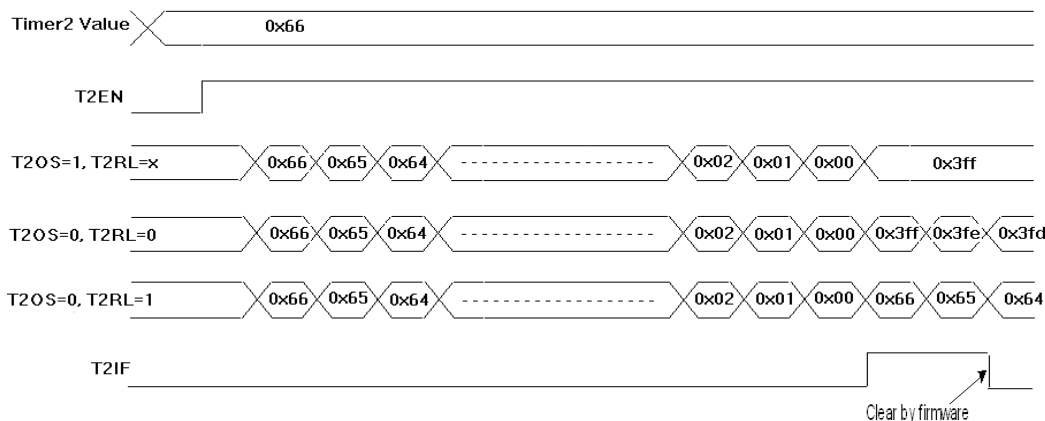 Timer2 Value 0x66
T2EN
T2OS=1, T2RL=x 0x66 0x65 0x64 0x02 0x01 0x00 0x3ff
T2OS=0, T2RL=0 0x66 0x65 0x64 0x02 0x01 0x00 0x3ff 0x3fe 0x3fd
T2OS=0, T2RL=1 0x66 0x65 0x64 0x02 0x01 0x00 0x66 0x65 0x64
T2IF
Clear by firmware